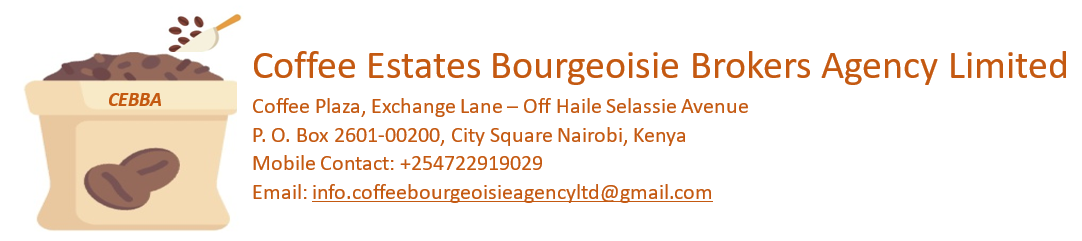 CEBBA
Coffee Estates Bourgeoisie Brokers Agency Limited
Coffee Plaza, Exchange Lane – Off Haile Selassie Avenue
P. O. Box 2601-00200, City Square Nairobi, Kenya
Mobile Contact: +254722919029
Email: info.coffeebourgeoisieagencyltd@gmail.com